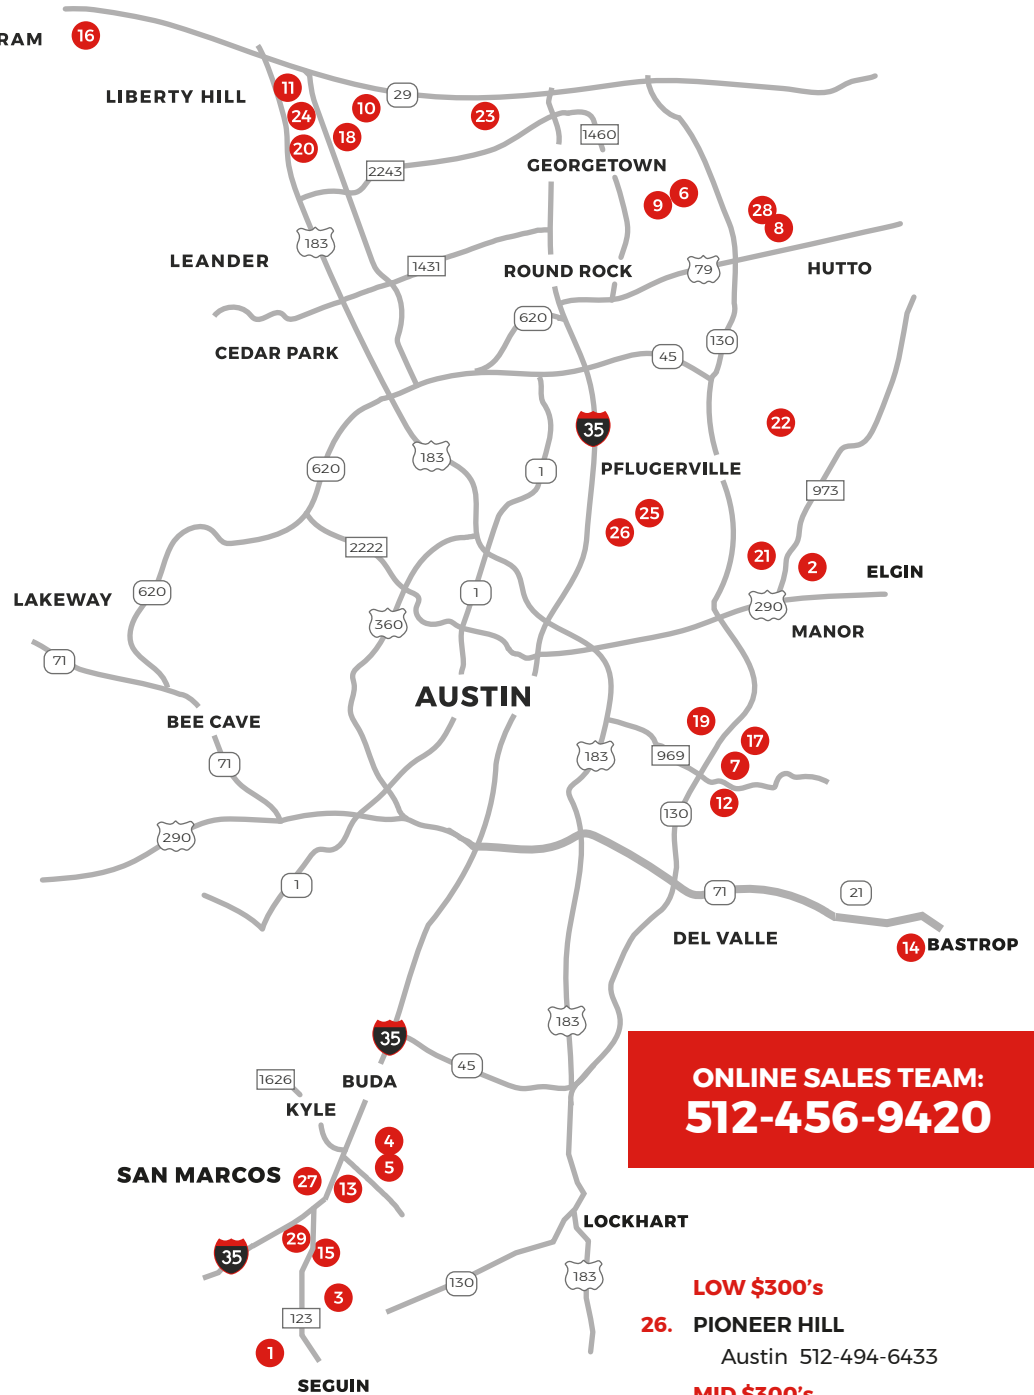 RAM
16
LIBERTY HILL
11
24
10
29
23
18
20
1460
2243
GEORGETOWN
9
6
28
8
183
LEANDER
1431
ROUND ROCK
79
HUTTO
620
CEDAR PARK
45
130
35
22
183
620
1
PFLUGERVILLE
973
25
26
2222
21
2
ELGIN
620
1
LAKEWAY
290
360
MANOR
71
AUSTIN
BEE CAVE
19
17
183
969
7
71
12
130
290
1
71
21
DEL VALLE
14
BASTROP
183
35
45
1626
BUDA
KYLE
ONLINE SALES TEAM:
512-456-9420
4
5
SAN MARCOS
27
13
LOCKHART
29
15
35
130
183
3
123
1
SEGUIN
LOW $300's
26. PIONEER HILL
Austin 512-494-6433
MID $300's